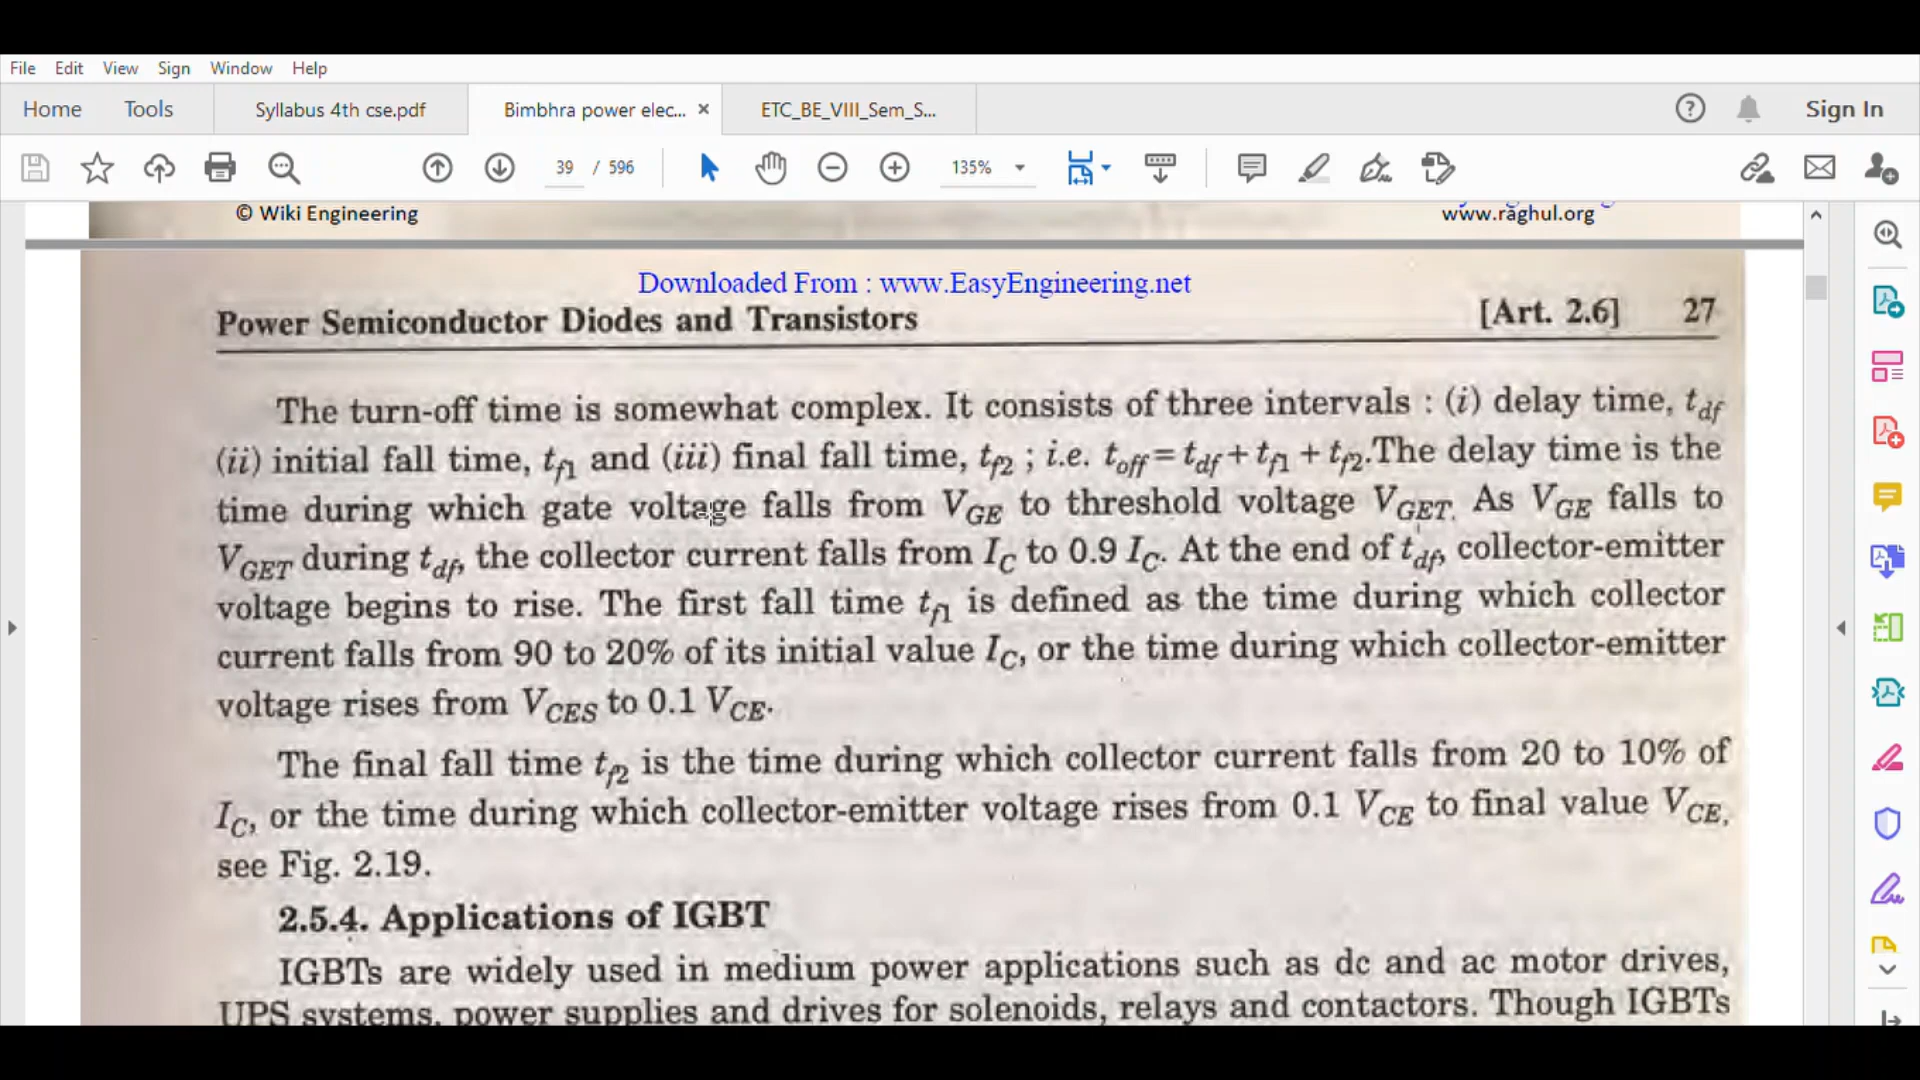 File Edit View Sign Window Help
Home Tools Syllabus 4th cse.pdf Bimbhra power elec... ETC_BE_VIII_Sem_S... Sign In
39 / 596 135%
© Wiki Engineering www.raghul.org
Downloaded From : www.EasyEngineering.net
Power Semiconductor Diodes and Transistors [Art. 2.6] 27
The turn-off time is somewhat complex. It consists of three intervals : (i) delay time, tdf
(ii) initial fall time, tf1 and (iii) final fall time, tf2 ; i.e. toff = tdf + tf1 + tf2. The delay time is the
time during which gate voltage falls from VGE to threshold voltage VGET. As VGE falls to
VGET during tdf, the collector current falls from IC to 0.9 IC. At the end of tdf, collector-emitter
voltage begins to rise. The first fall time tf1 is defined as the time during which collector
current falls from 90 to 20% of its initial value IC, or the time during which collector-emitter
voltage rises from VCES to 0.1 VCE.
The final fall time tf2 is the time during which collector current falls from 20 to 10% of
IC, or the time during which collector-emitter voltage rises from 0.1 VCE to final value VCE,
see Fig. 2.19.
2.5.4. Applications of IGBT
IGBTs are widely used in medium power applications such as dc and ac motor drives,
UPS systems, power supplies and drives for solenoids, relays and contactors. Though IGBTs